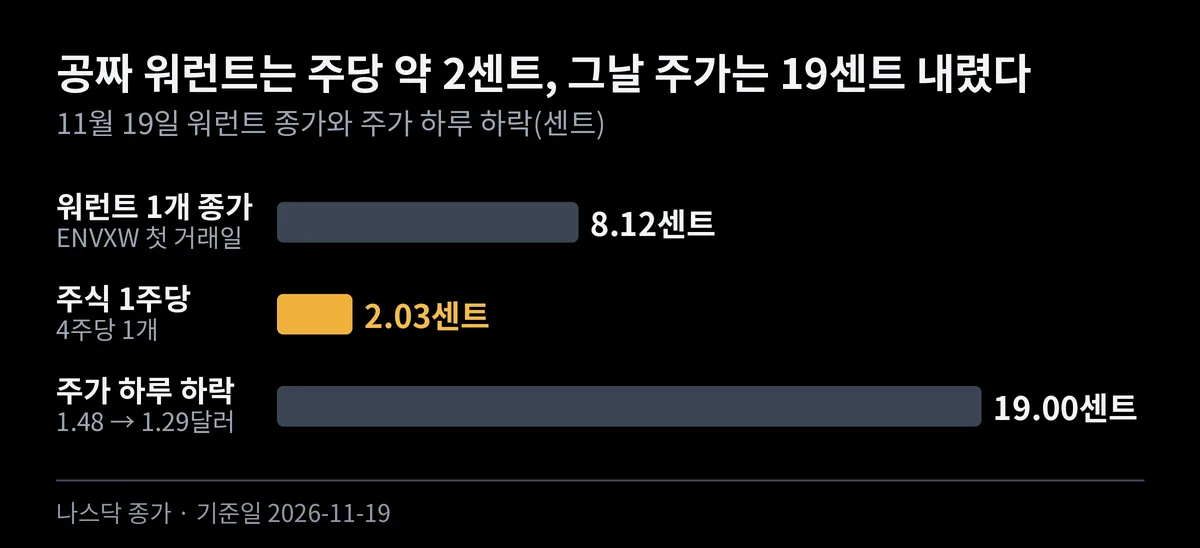 공짜 워런트는 주당 약 2센트, 그날 주가는 19센트 내렸다
11월 19일 워런트 종가와 주가 하루 하락(센트)
워런트 1개 종가
ENVXW 첫 거래일
8.12센트
주식 1주당
4주당 1개
2.03센트
주가 하루 하락
1.48 → 1.29달러
19.00센트
나스닥 종가 · 기준일 2026-11-19